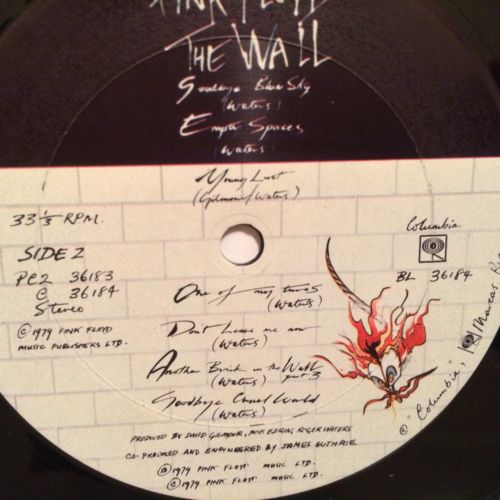 PINK FLOYD
THE WALL
Goodbye Blue Sky
(Waters)
Empty Spaces
(Waters)
Young Lust
(Gilmour/Waters)
33 1/3 RPM.
SIDE 2
PC2 36183
© 36184
Stereo
© 1979 PINK FLOYD
MUSIC PUBLISHERS LTD.
Columbia
BL 36184
One of my turns
(Waters)
Dont Leave me now
(Waters)
Another Brick in the Wall
part 3
(Waters)
Goodbye Cruel World
(Waters)
PRODUCED BY DAVID GILMOUR, BOB EZRIN, ROGER WATERS
CO-PRODUCED AND ENGINEERED BY JAMES GUTHRIE
℗ 1979 PINK FLOYD MUSIC LTD.
© 1979 PINK FLOYD MUSIC LTD.
® "Columbia", Marcas